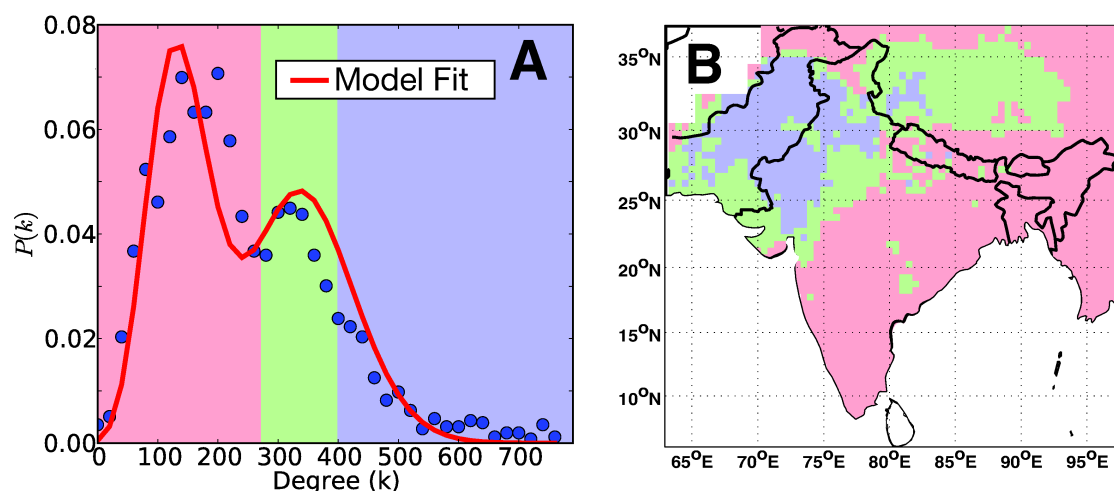 0.08
0.06
0.04
0.02
0.00
P(k)
Model Fit
A
0
100
200
300
400
500
600
700
Degree (k)
B
35°N
30°N
25°N
20°N
15°N
10°N
65°E
70°E
75°E
80°E
85°E
90°E
95°E